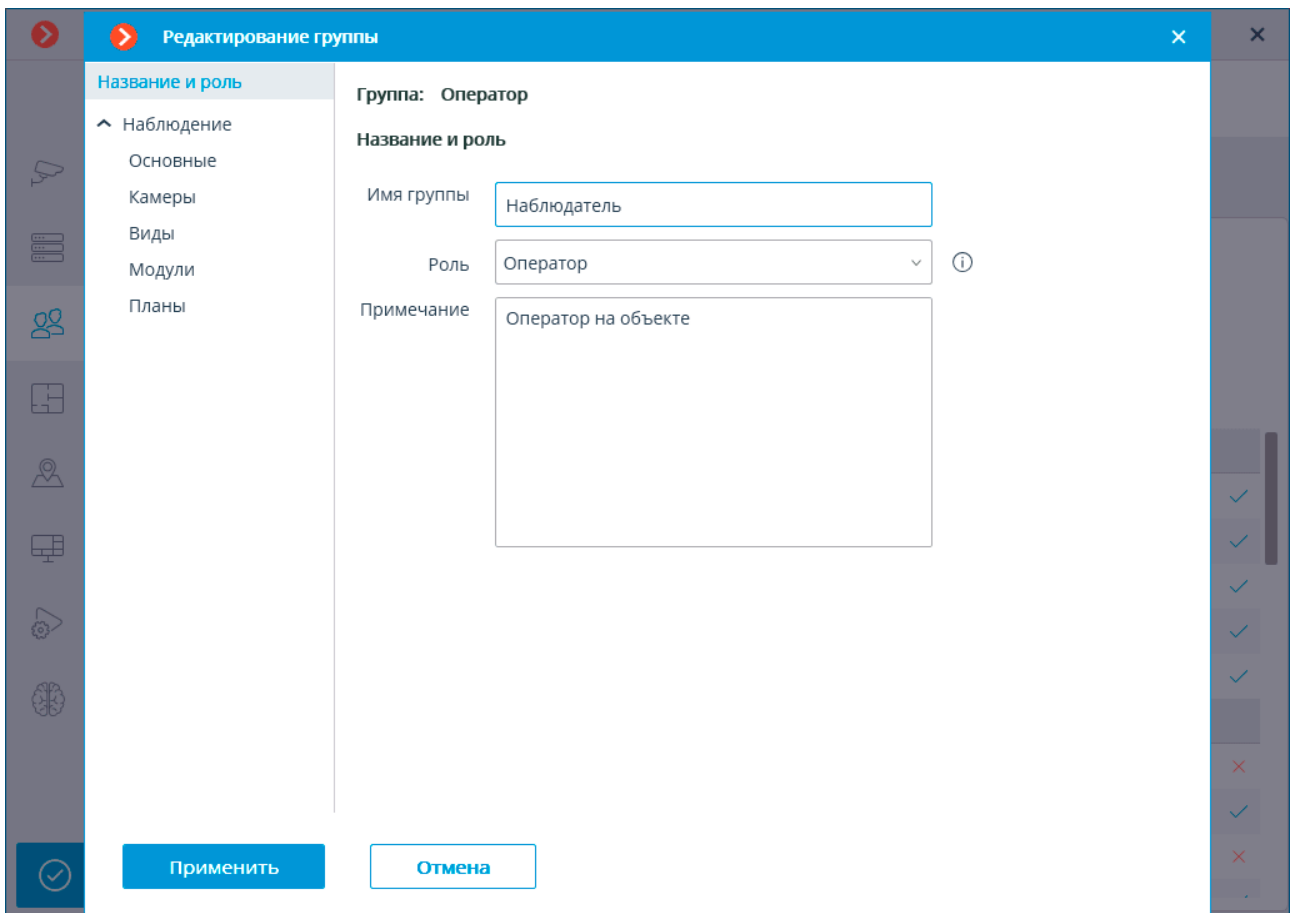 Редактирование группы
Название и роль
Наблюдение
Основные
Камеры
Виды
Модули
Планы
Группа: Оператор
Название и роль
Имя группы
Наблюдатель
Роль
Оператор
Примечание
Оператор на объекте
Применить
Отмена